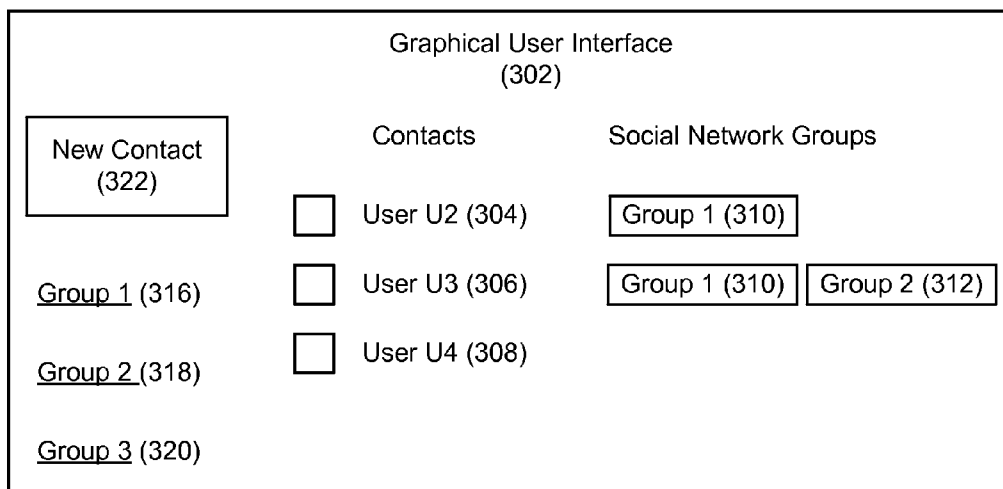 Graphical User Interface
(302)
New Contact
(322)
Contacts
Social Network Groups
User U2 (304)
Group 1 (310)
User U3 (306)
Group 1 (310)
Group 2 (312)
User U4 (308)
Group 1 (316)
Group 2 (318)
Group 3 (320)